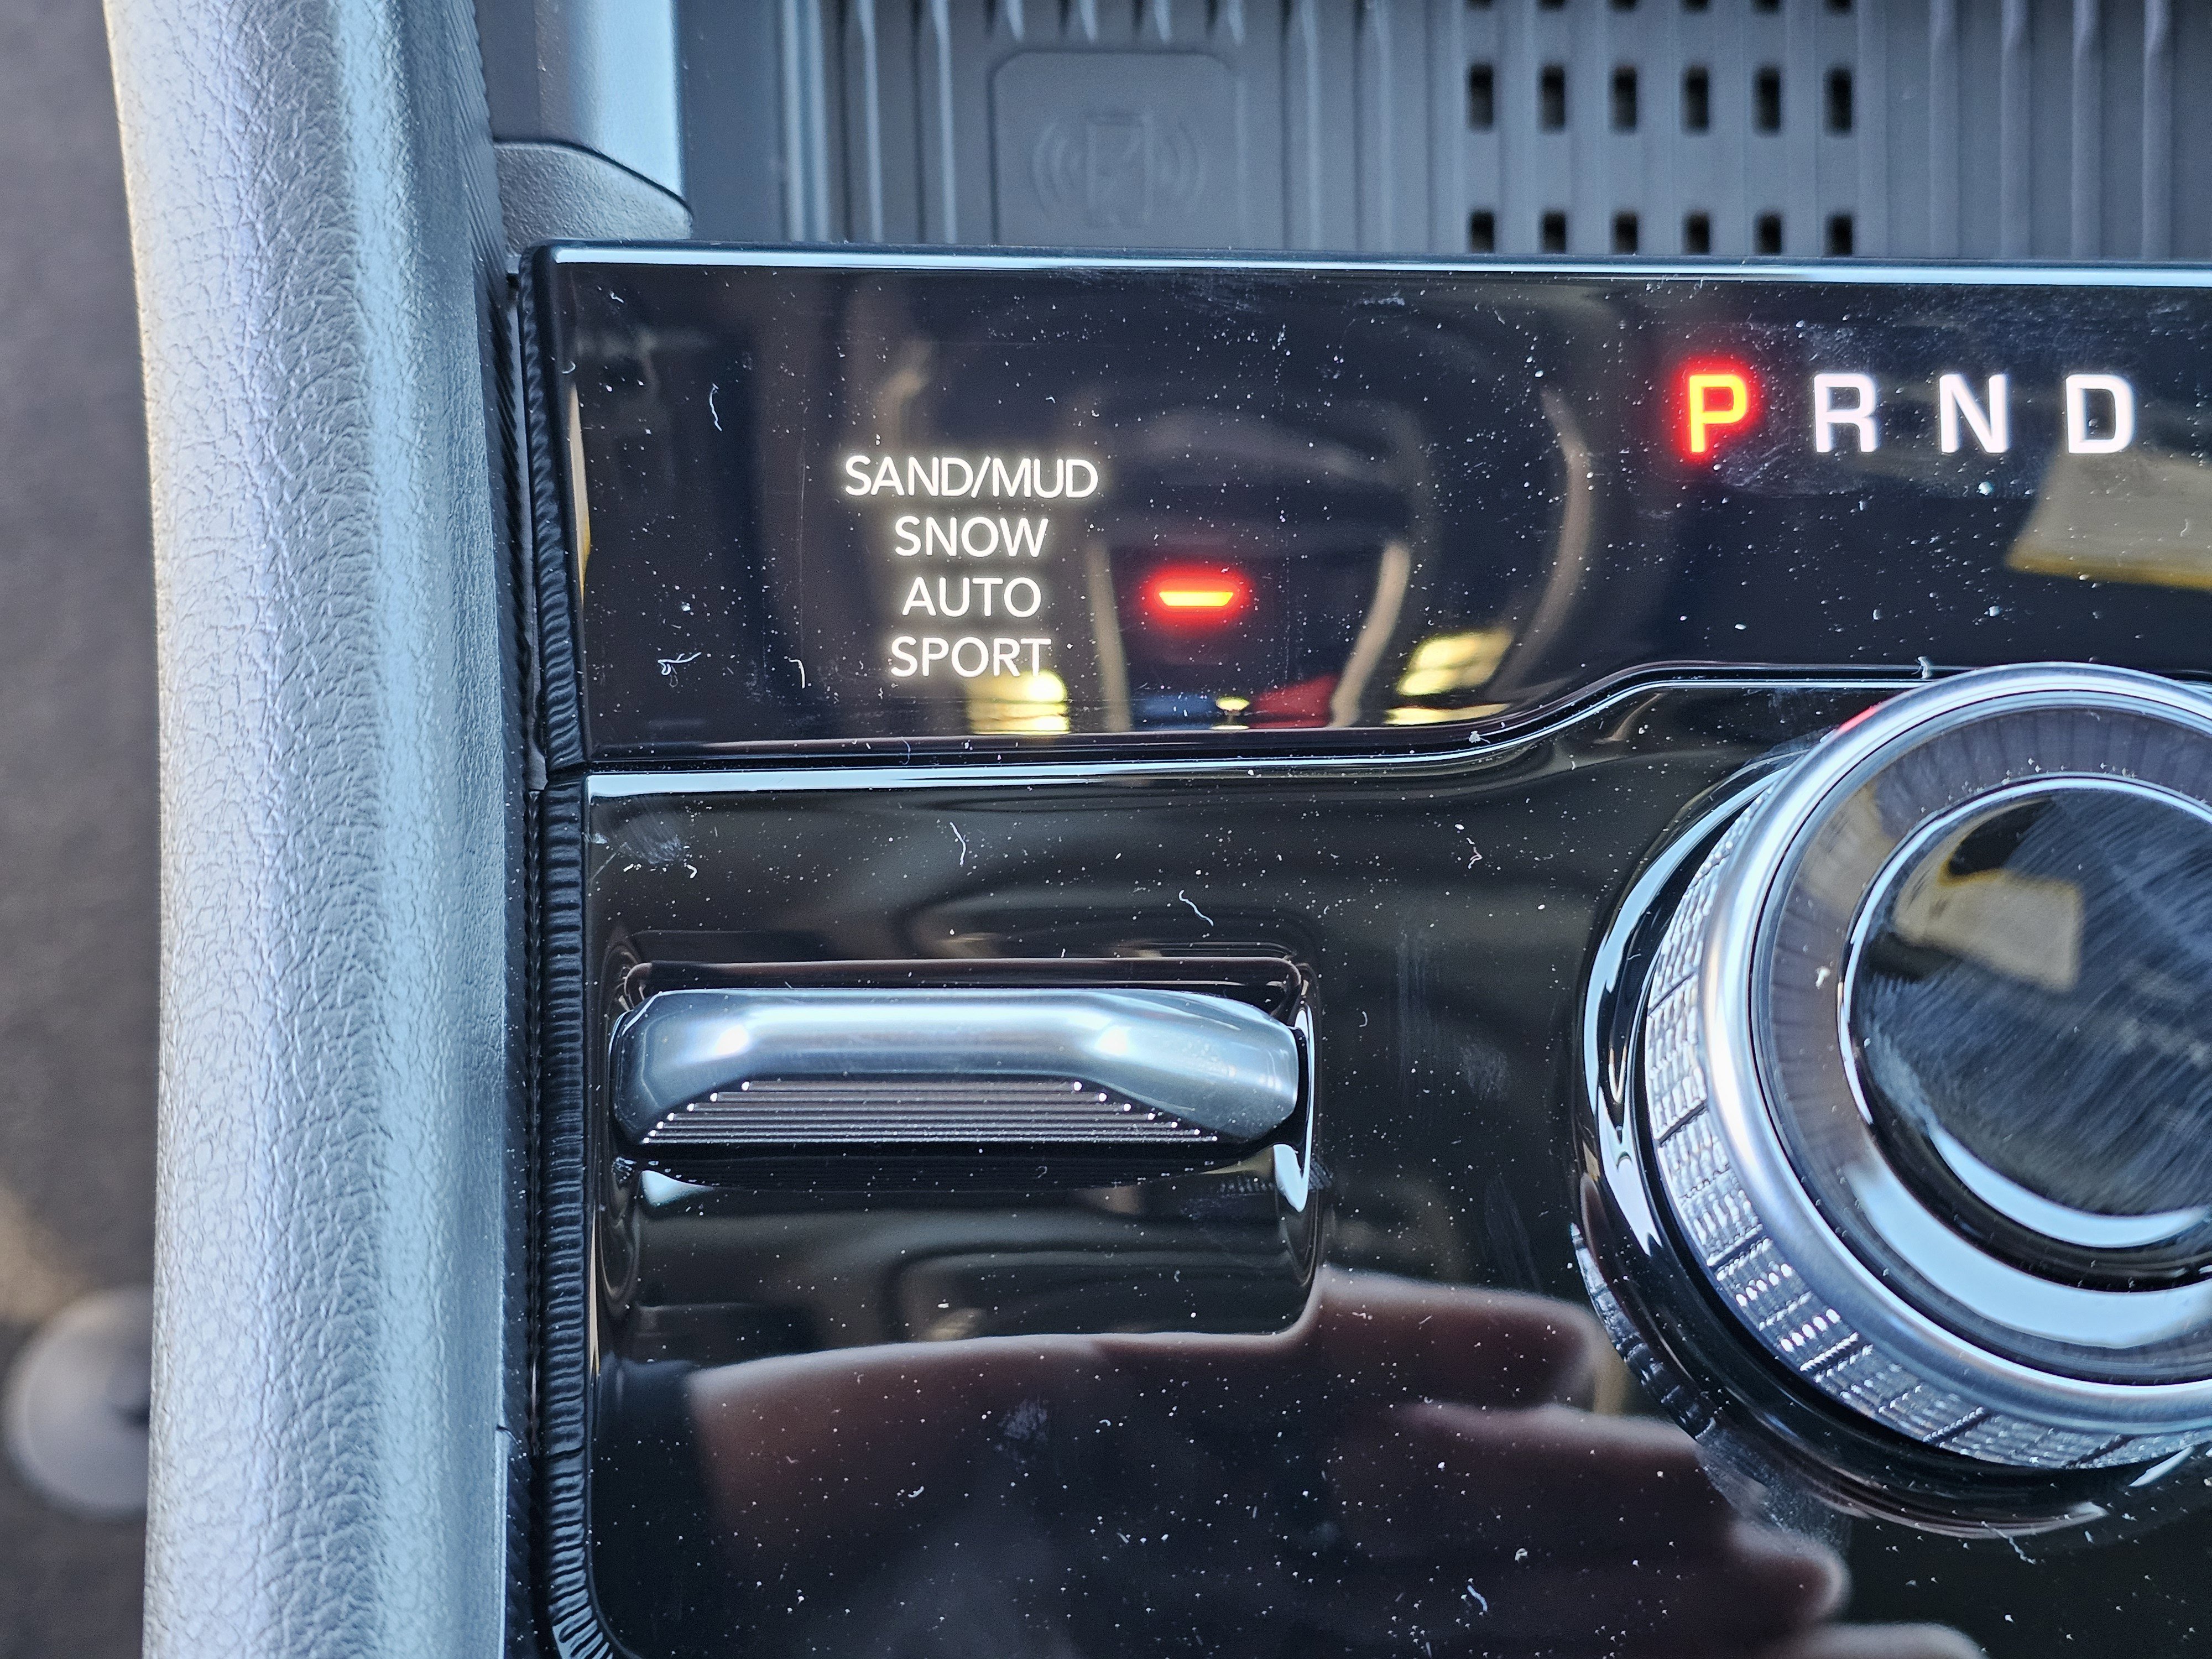 P R N D
SAND/MUD
SNOW
AUTO
SPORT